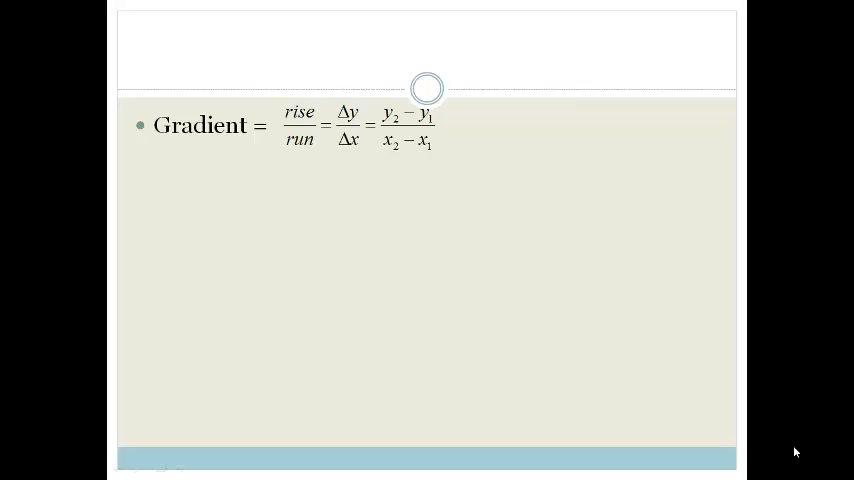 • Gradient = rise/run = Δy/Δx = y₂ − y₁/x₂ − x₁